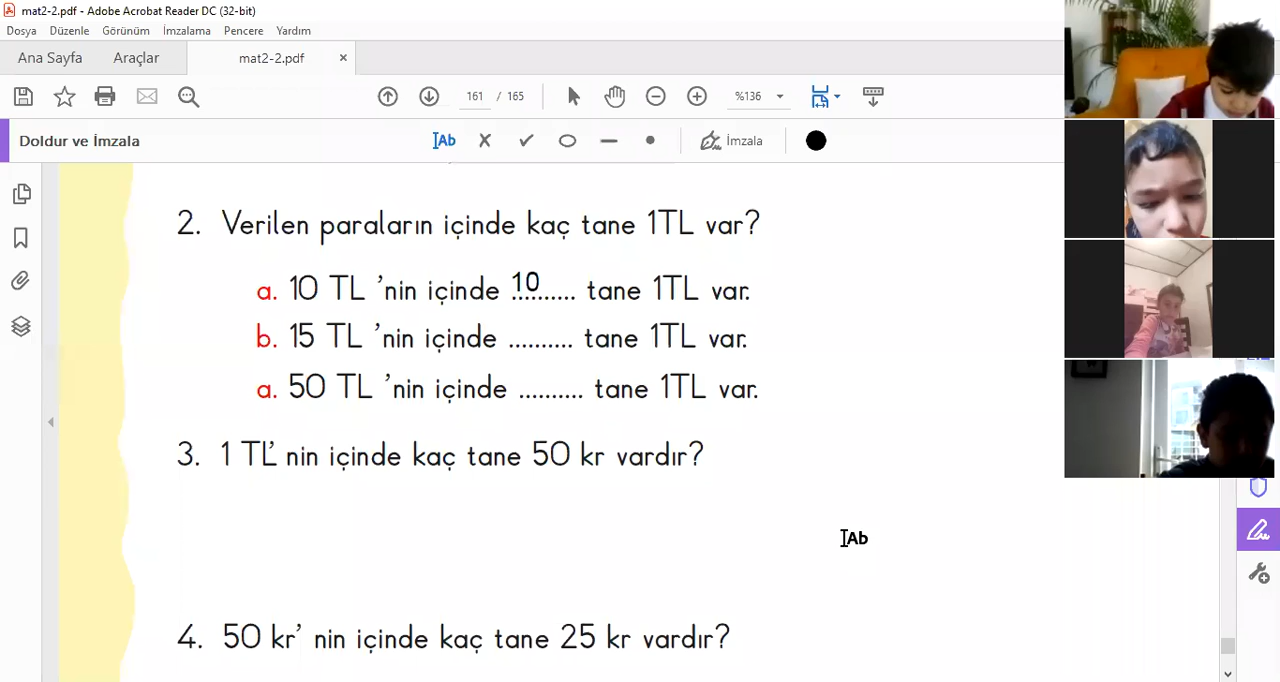 mat2-2.pdf - Adobe Acrobat Reader DC (32-bit)
Dosya Düzenle Görünüm İmzalama Pencere Yardım
Ana Sayfa Araçlar mat2-2.pdf ×
161 / 165 %136
Doldur ve İmzala Ab İmzala
2. Verilen paraların içinde kaç tane 1TL var?
a. 10 TL ’nin içinde 10 .......... tane 1TL var.
b. 15 TL ’nin içinde .......... tane 1TL var.
a. 50 TL ’nin içinde .......... tane 1TL var.
3. 1 TL’ nin içinde kaç tane 50 kr vardır?
Ab
4. 50 kr’ nin içinde kaç tane 25 kr vardır?